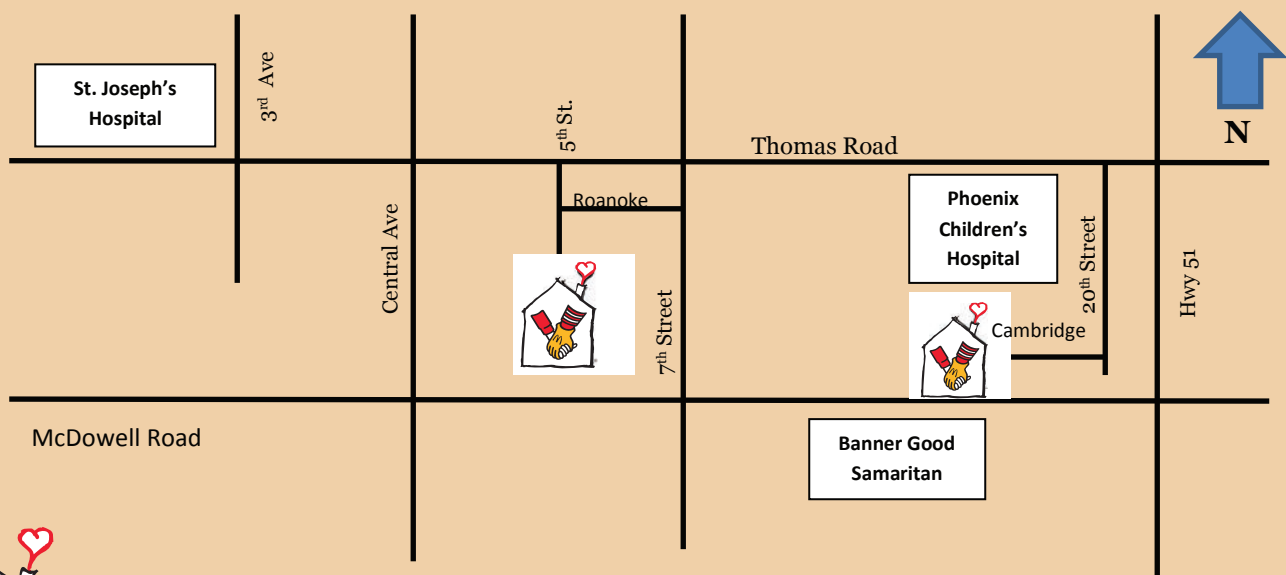 St. Joseph's
Hospital
3rd Ave
5th St.
Thomas Road
N
Roanoke
Central Ave
7th Street
Phoenix
Children's
Hospital
20th Street
Hwy 51
Cambridge
McDowell Road
Banner Good
Samaritan